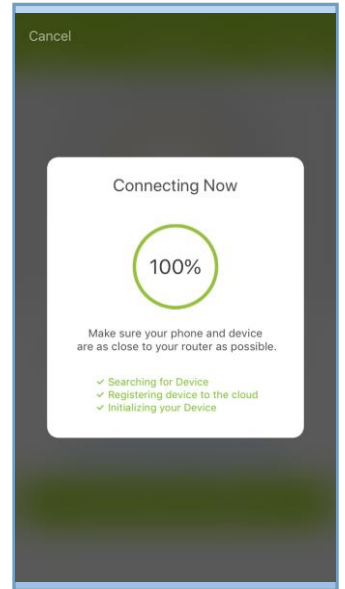 Cancel
Connecting Now
100%
Make sure your phone and device
are as close to your router as possible.
✓ Searching for Device
✓ Registering device to the cloud
✓ Initializing your Device